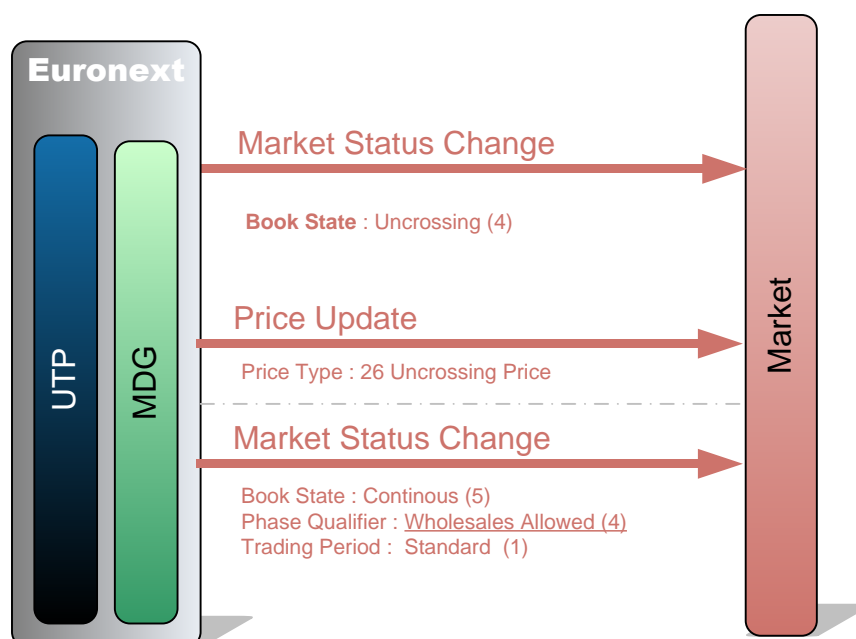 Euronext
Market Status Change
Book State : Uncrossing (4)
Price Update
Price Type : 26 Uncrossing Price
Market Status Change
Book State : Continous (5)
Phase Qualifier : Wholesales Allowed (4)
Trading Period :  Standard  (1)
UTP
MDG
Market